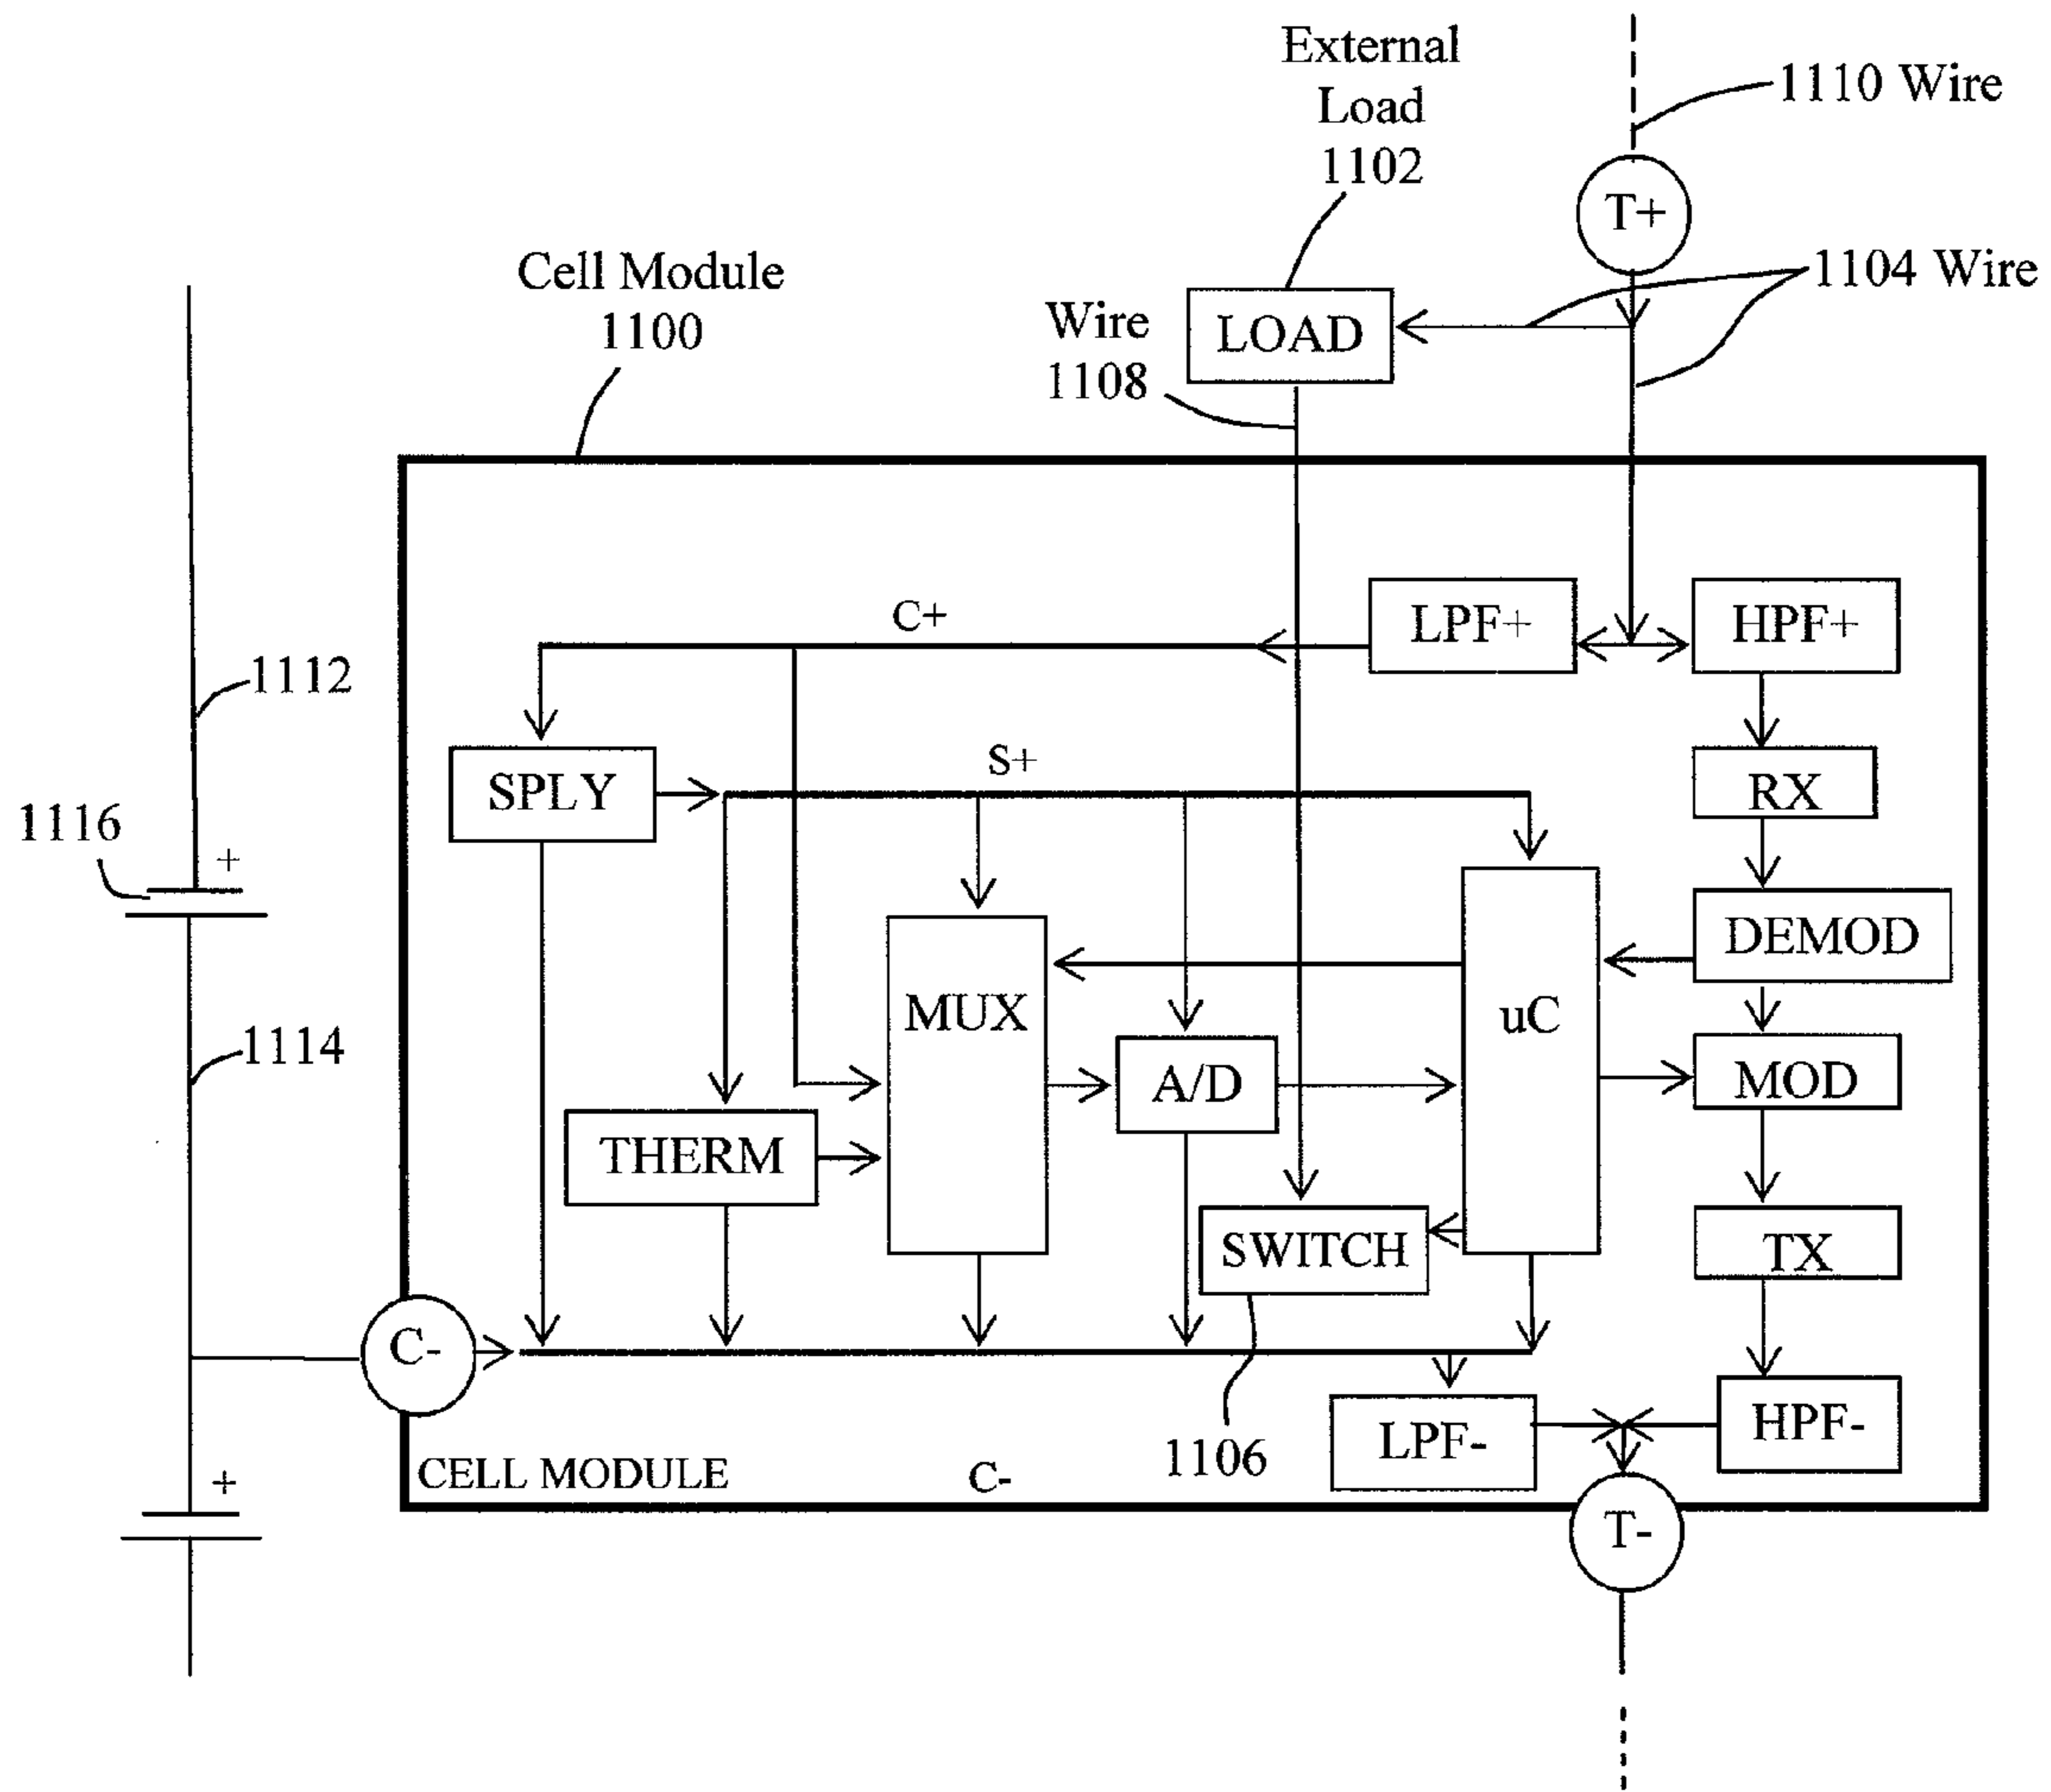 External
Load
1102
1110 Wire
T+
Cell Module
1100
Wire
1108
LOAD
1104 Wire
C+
LPF+
HPF+
1112
SPLY
S+
RX
1116
+
DEMOD
MUX
uC
1114
A/D
MOD
THERM
SWITCH
TX
C-
LPF-
HPF-
1106
+
CELL MODULE
C-
T-